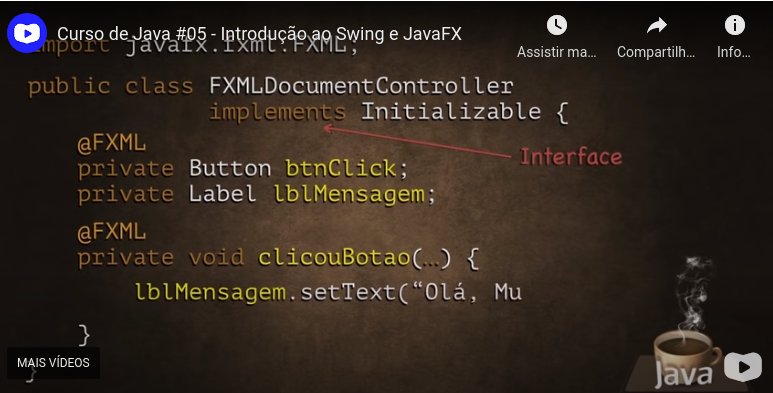 Curso de Java #05 - Introdução ao Swing e JavaFX
Assistir ma...
Compartilh...
Info...
import javafx.fxml.FXML;
public class FXMLDocumentController
implements Initializable {
Interface
@FXML
private Button btnClick;
private Label lblMensagem;
@FXML
private void clicouBotao(...) {
lblMensagem.setText("Olá, Mu
}
MAIS VÍDEOS
}
Java